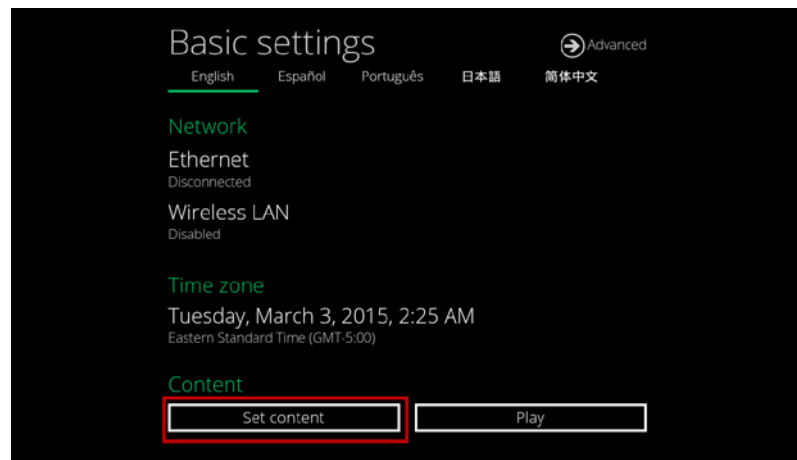 Basic settings
Advanced
English Español Português 日本語 简体中文
Network
Ethernet
Disconnected
Wireless LAN
Disabled
Time zone
Tuesday, March 3, 2015, 2:25 AM
Eastern Standard Time (GMT-5:00)
Content
Set content
Play